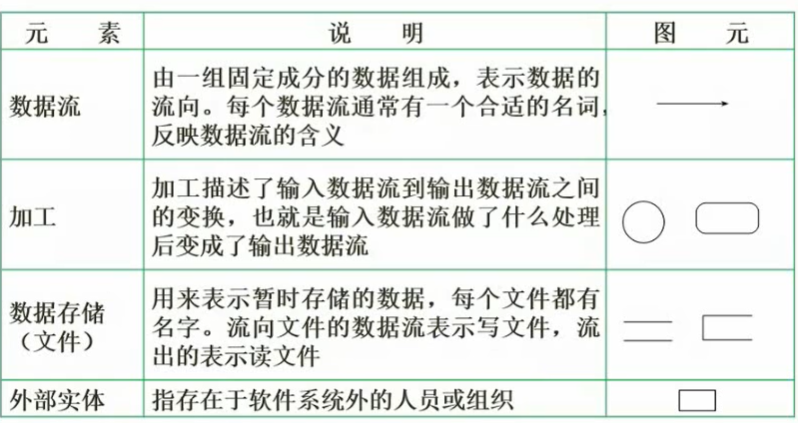 元 素 说 明 图 元
数据流
由一组固定成分的数据组成，表示数据的
流向。每个数据流通常有一个合适的名词，
反映数据流的含义
加工
加工描述了输入数据流到输出数据流之间
的变换，也就是输入数据流做了什么处理
后变成了输出数据流
数据存储
（文件）
用来表示暂时存储的数据，每个文件都有
名字。流向文件的数据流表示写文件，流
出的表示读文件
外部实体 指存在于软件系统外的人员或组织